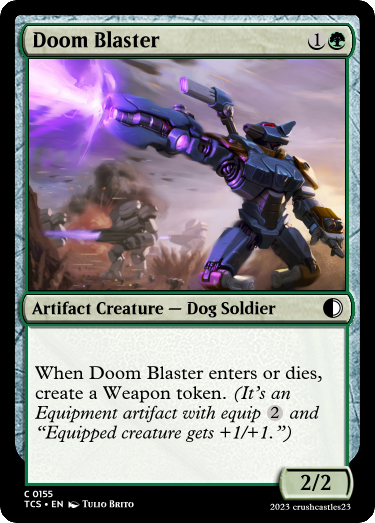 Doom Blaster 1
Artifact Creature — Dog Soldier
When Doom Blaster enters or dies,
create a Weapon token. (It's an
Equipment artifact with equip 2 and
“Equipped creature gets +1/+1.”)
2/2
C 0155
TCS • EN Tulio Brito
2023 crushcastles23